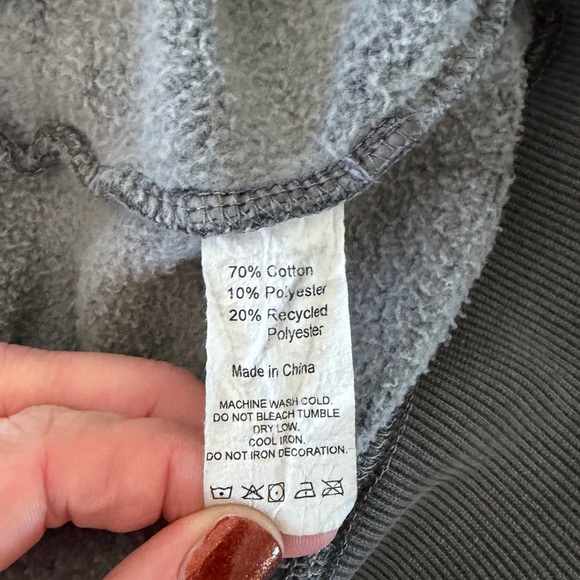 70% Cotton
10% Polyester
20% Recycled
Polyester
Made in China
MACHINE WASH COLD.
DO NOT BLEACH TUMBLE
DRY LOW.
COOL IRON.
DO NOT IRON DECORATION.